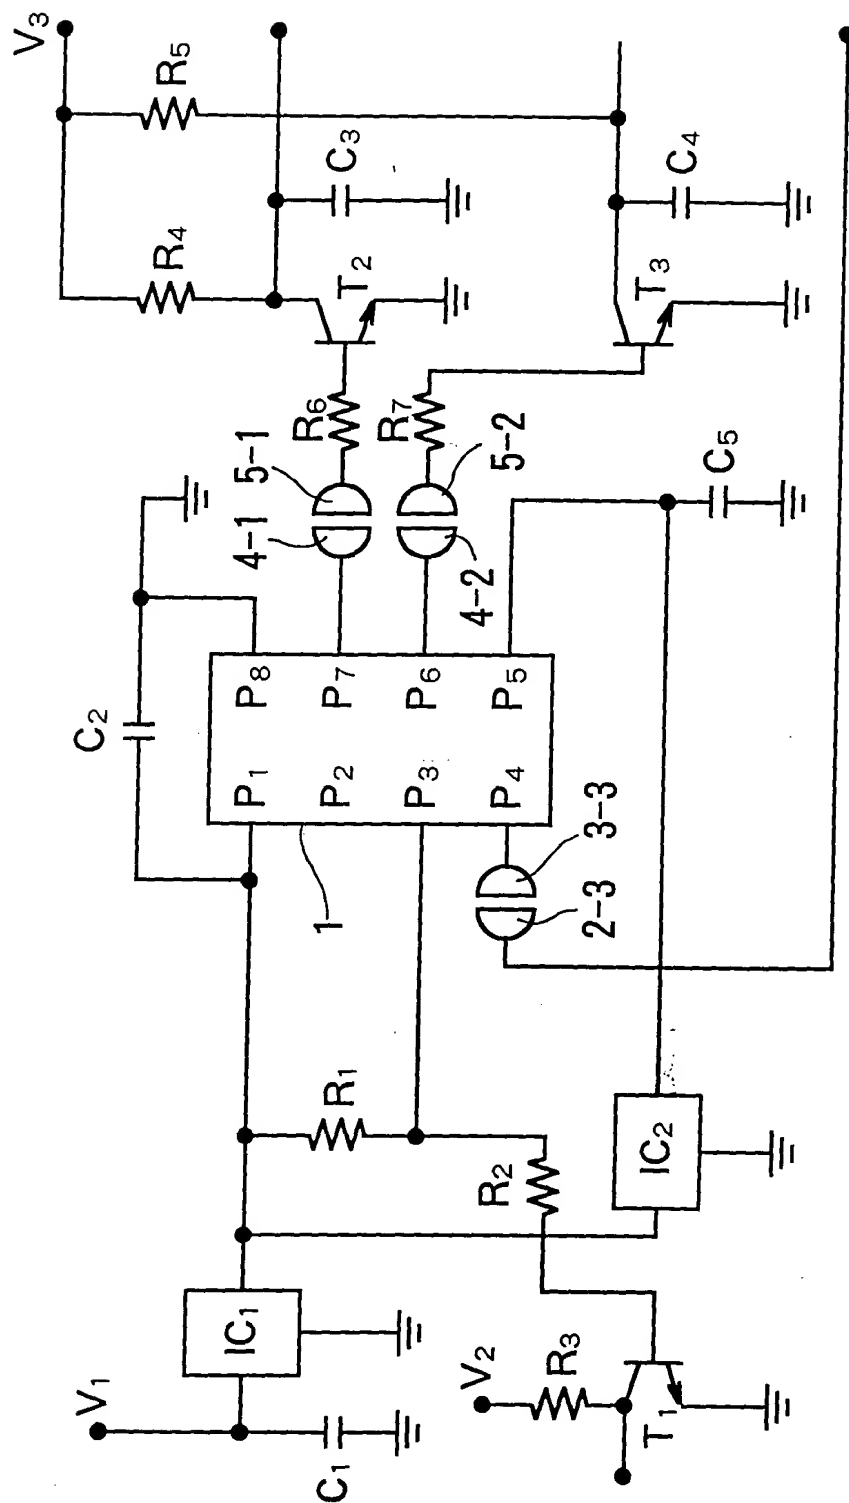 V1
C1
IC1
V2
R3
T1
R2
R1
IC2
1
C2
P1
P2
P3
P4
P8
P7
P6
P5
2-3
3-3
4-1
5-1
4-2
5-2
R6
R7
C5
T2
T3
R4
C3
C4
R5
V3